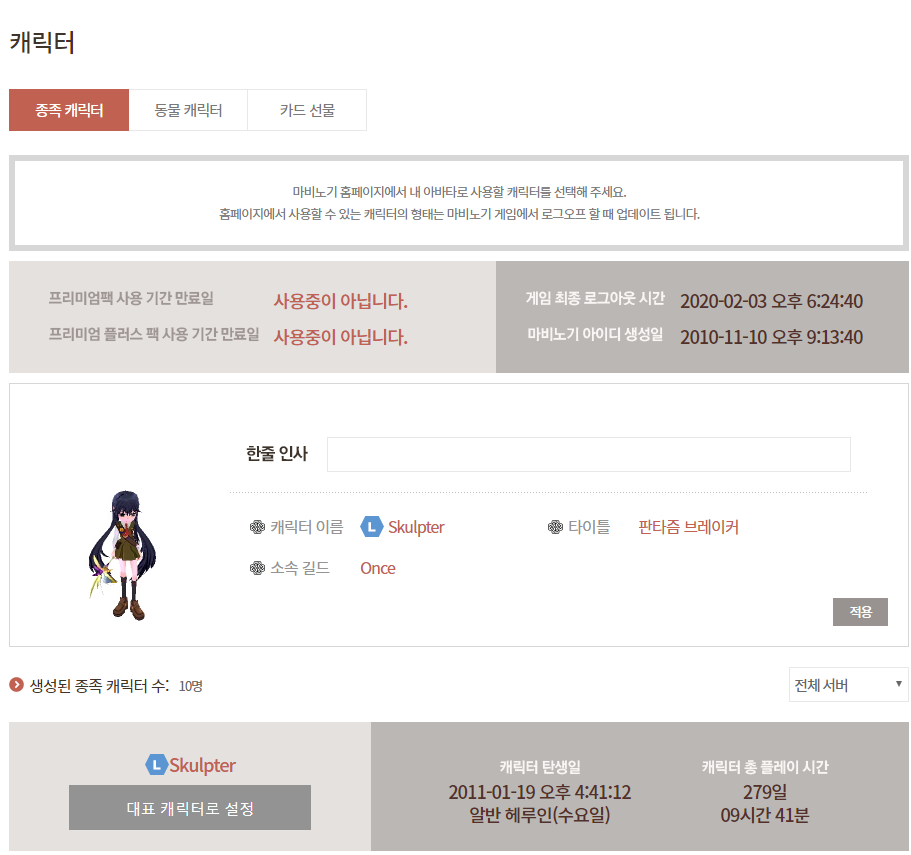 캐릭터
종족 캐릭터 동물 캐릭터 카드 선물
마비노기 홈페이지에서 내 아바타로 사용할 캐릭터를 선택해 주세요.
홈페이지에서 사용할 수 있는 캐릭터의 형태는 마비노기 게임에서 로그오프 할 때 업데이트 됩니다.
프리미엄팩 사용 기간 만료일 사용중이 아닙니다. 게임 최종 로그아웃 시간 2020-02-03 오후 6:24:40
프리미엄 플러스 팩 사용 기간 만료일 사용중이 아닙니다. 마비노기 아이디 생성일 2010-11-10 오후 9:13:40
한줄 인사
캐릭터 이름 L Skulpter 타이틀 판타즘 브레이커
소속 길드 Once
적용
생성된 종족 캐릭터 수: 10명 전체 서버
L Skulpter 캐릭터 탄생일 캐릭터 총 플레이 시간
대표 캐릭터로 설정 2011-01-19 오후 4:41:12 279일
알반 헤루인(수요일) 09시간 41분